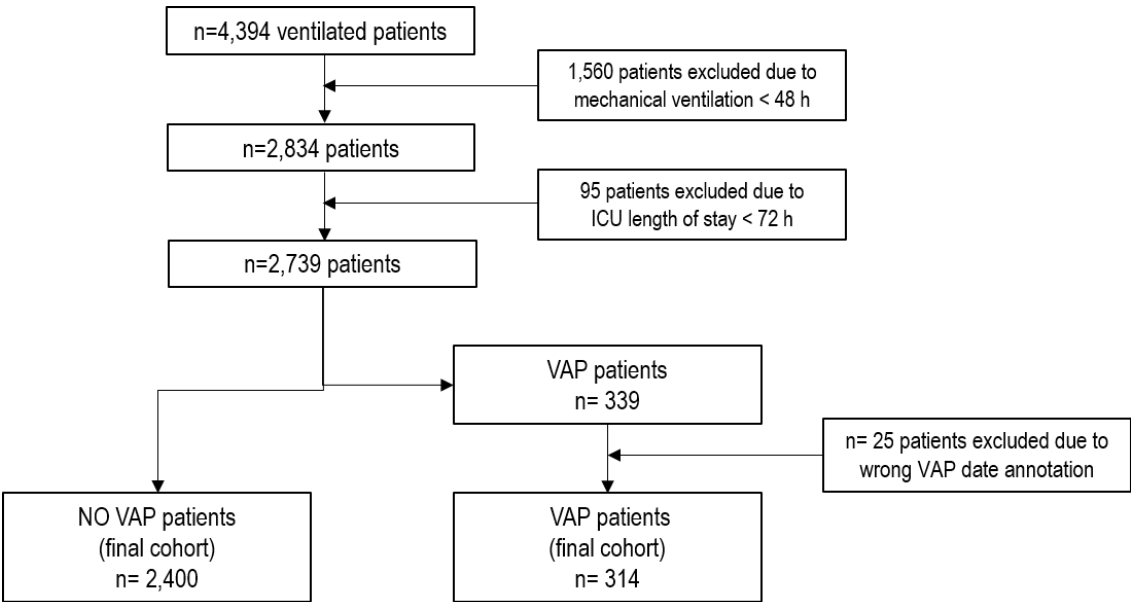 n=4,394 ventilated patients
1,560 patients excluded due to
mechanical ventilation < 48 h
n=2,834 patients
95 patients excluded due to
ICU length of stay < 72 h
n=2,739 patients
VAP patients
n= 339
n= 25 patients excluded due to
wrong VAP date annotation
NO VAP patients
(final cohort)
n= 2,400
VAP patients
(final cohort)
n= 314